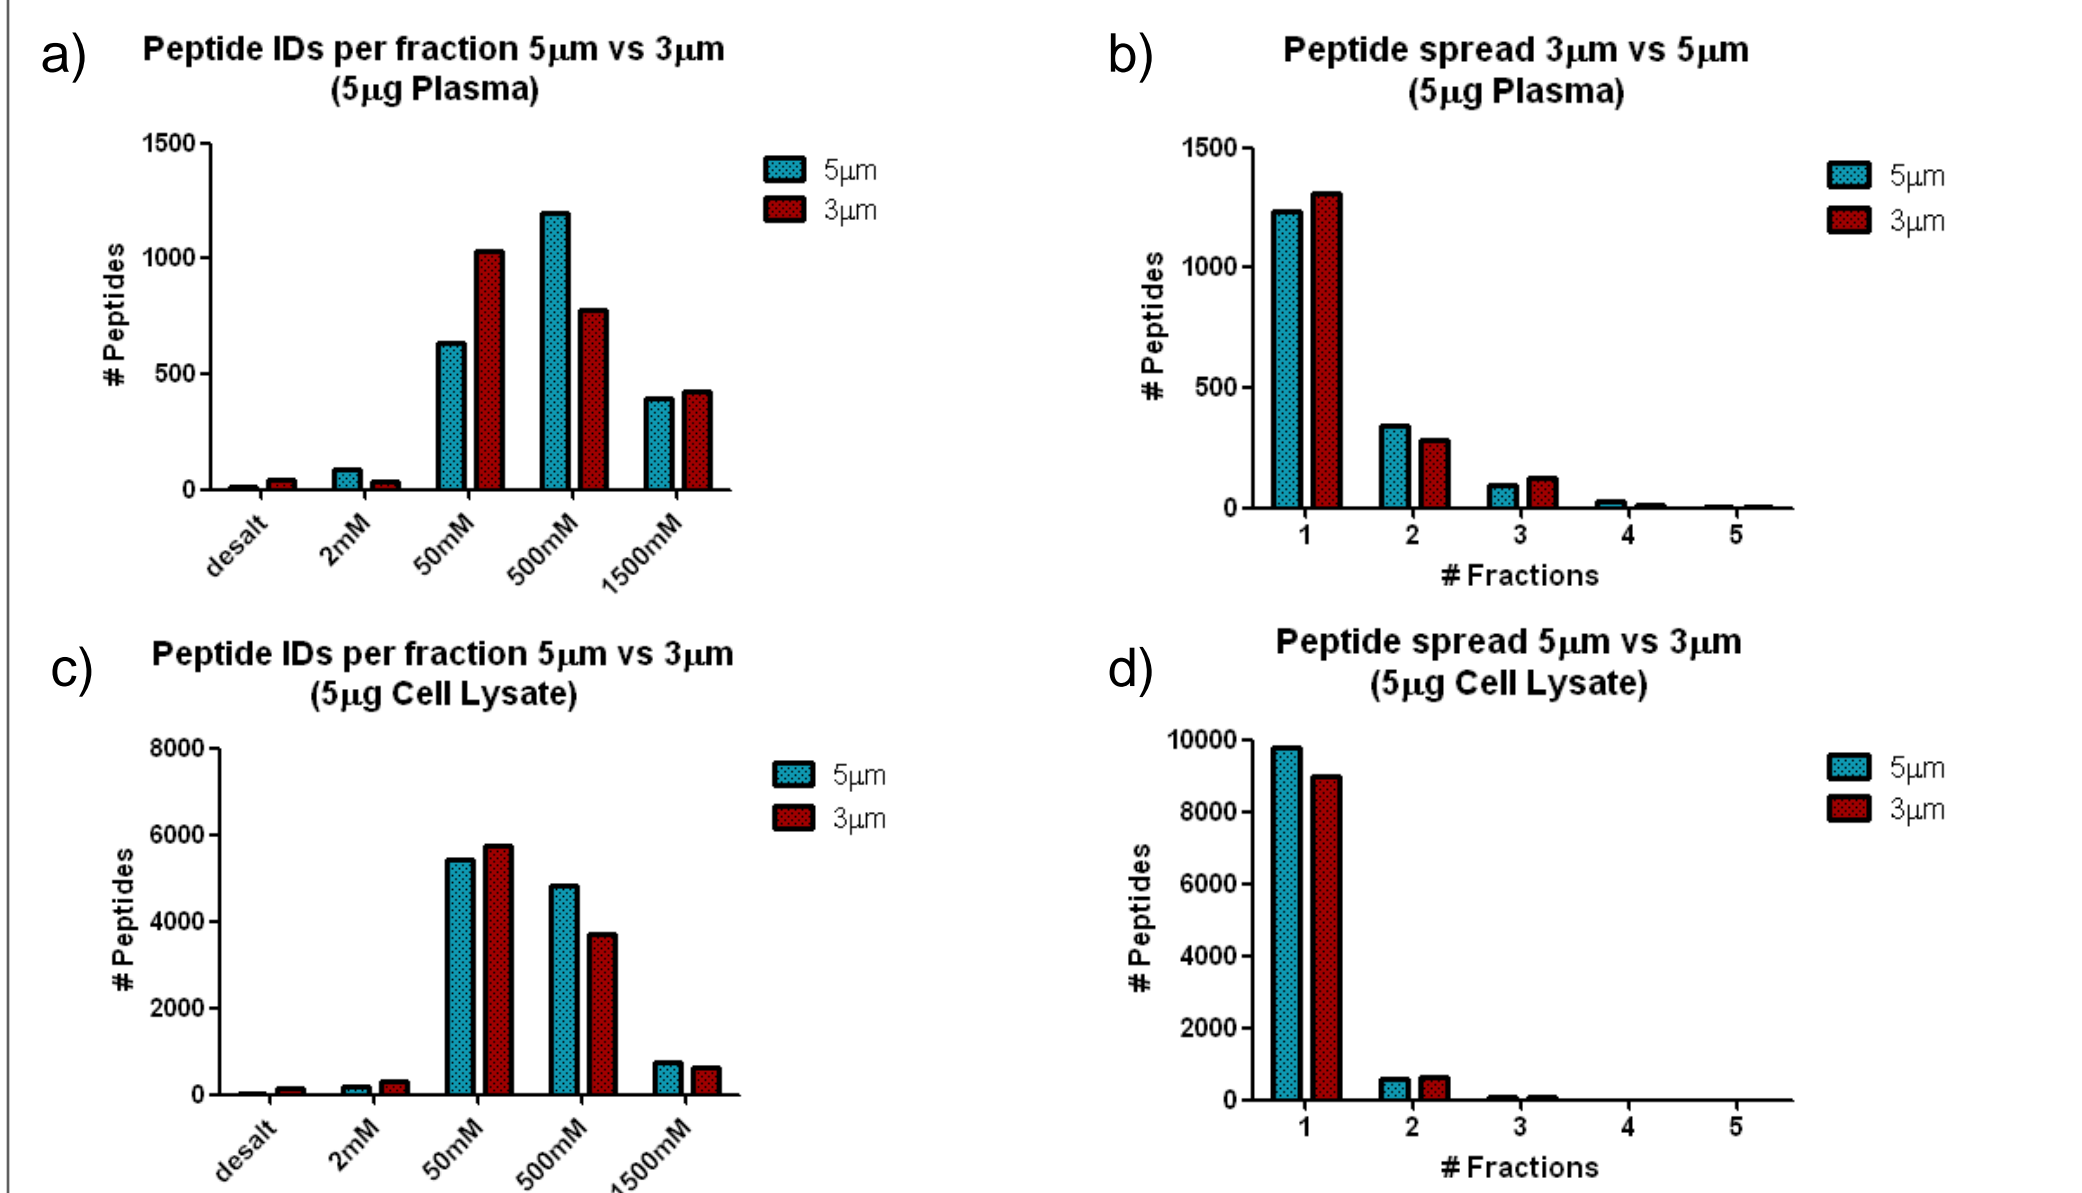 a)
Peptide IDs per fraction 5μm vs 3μm
(5μg Plasma)
1500
1000
500
0
# Peptides
desalt
2mM
50mM
500mM
1500mM
5μm
3μm
b)
Peptide spread 3μm vs 5μm
(5μg Plasma)
1500
1000
500
0
# Peptides
1 2 3 4 5
# Fractions
5μm
3μm
c)
Peptide IDs per fraction 5μm vs 3μm
(5μg Cell Lysate)
8000
6000
4000
2000
0
# Peptides
desalt
2mM
50mM
500mM
1500mM
5μm
3μm
d)
Peptide spread 5μm vs 3μm
(5μg Cell Lysate)
10000
8000
6000
4000
2000
0
# Peptides
1 2 3 4 5
# Fractions
5μm
3μm